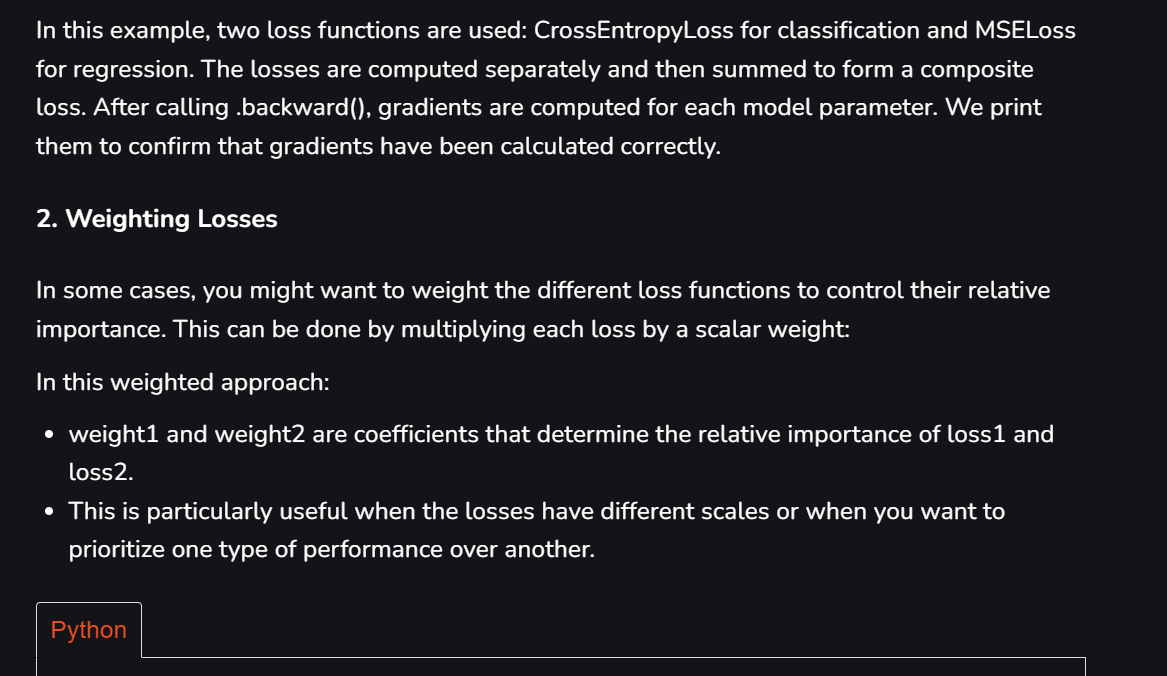 In this example, two loss functions are used: CrossEntropyLoss for classification and MSELoss
for regression. The losses are computed separately and then summed to form a composite
loss. After calling .backward(), gradients are computed for each model parameter. We print
them to confirm that gradients have been calculated correctly.
2. Weighting Losses
In some cases, you might want to weight the different loss functions to control their relative
importance. This can be done by multiplying each loss by a scalar weight:
In this weighted approach:
• weight1 and weight2 are coefficients that determine the relative importance of loss1 and
loss2.
• This is particularly useful when the losses have different scales or when you want to
prioritize one type of performance over another.
Python